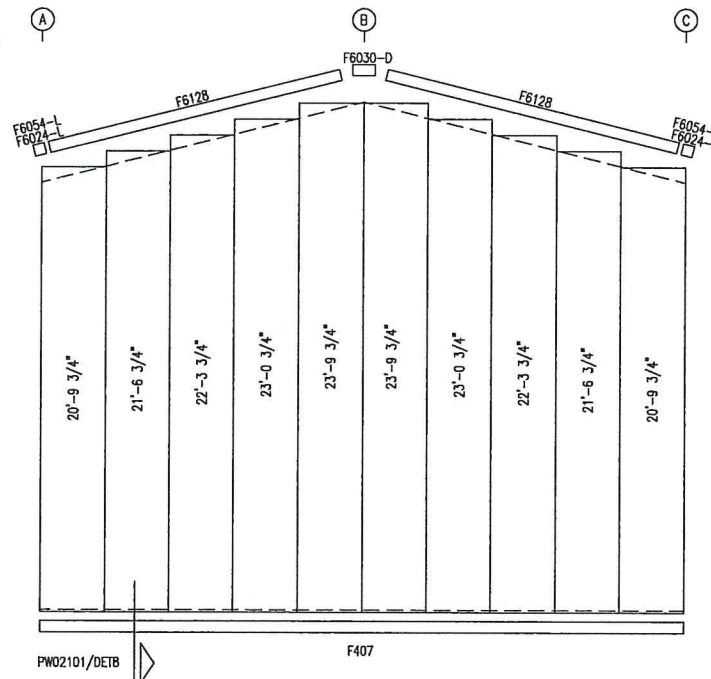 A
B
C
F6030-D
F6128
F6128
F6054-L
F6024-L
F6054-
F6024-
20'-9 3/4"
21'-6 3/4"
22'-3 3/4"
23'-0 3/4"
23'-9 3/4"
23'-9 3/4"
23'-0 3/4"
22'-3 3/4"
21'-6 3/4"
20'-9 3/4"
F407
PW02101/DETB